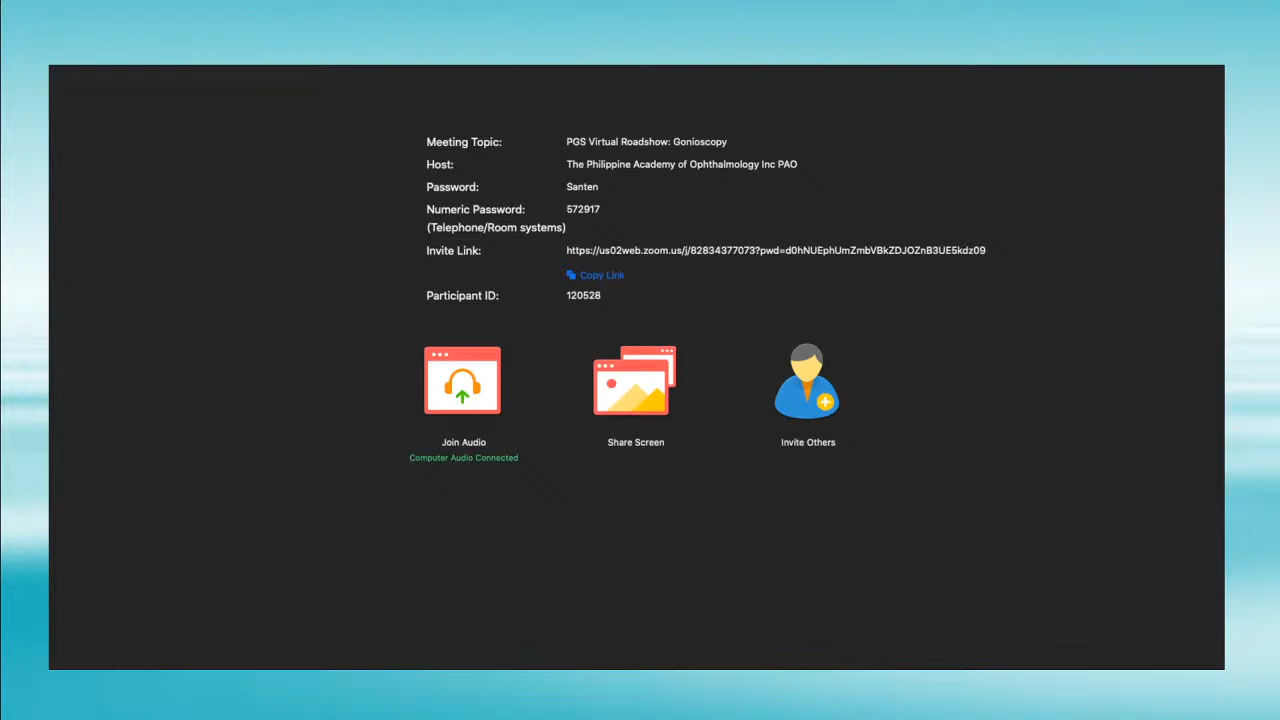 Meeting Topic: PGS Virtual Roadshow: Gonioscopy
Host: The Philippine Academy of Ophthalmology Inc PAO
Password: Santen
Numeric Password: 572917
(Telephone/Room systems)
Invite Link: https://us02web.zoom.us/j/82834377073?pwd=d0hNUEphUmZmbVBkZDJOZnB3UE5kdz09
Copy Link
Participant ID: 120528
Join Audio Share Screen Invite Others
Computer Audio Connected